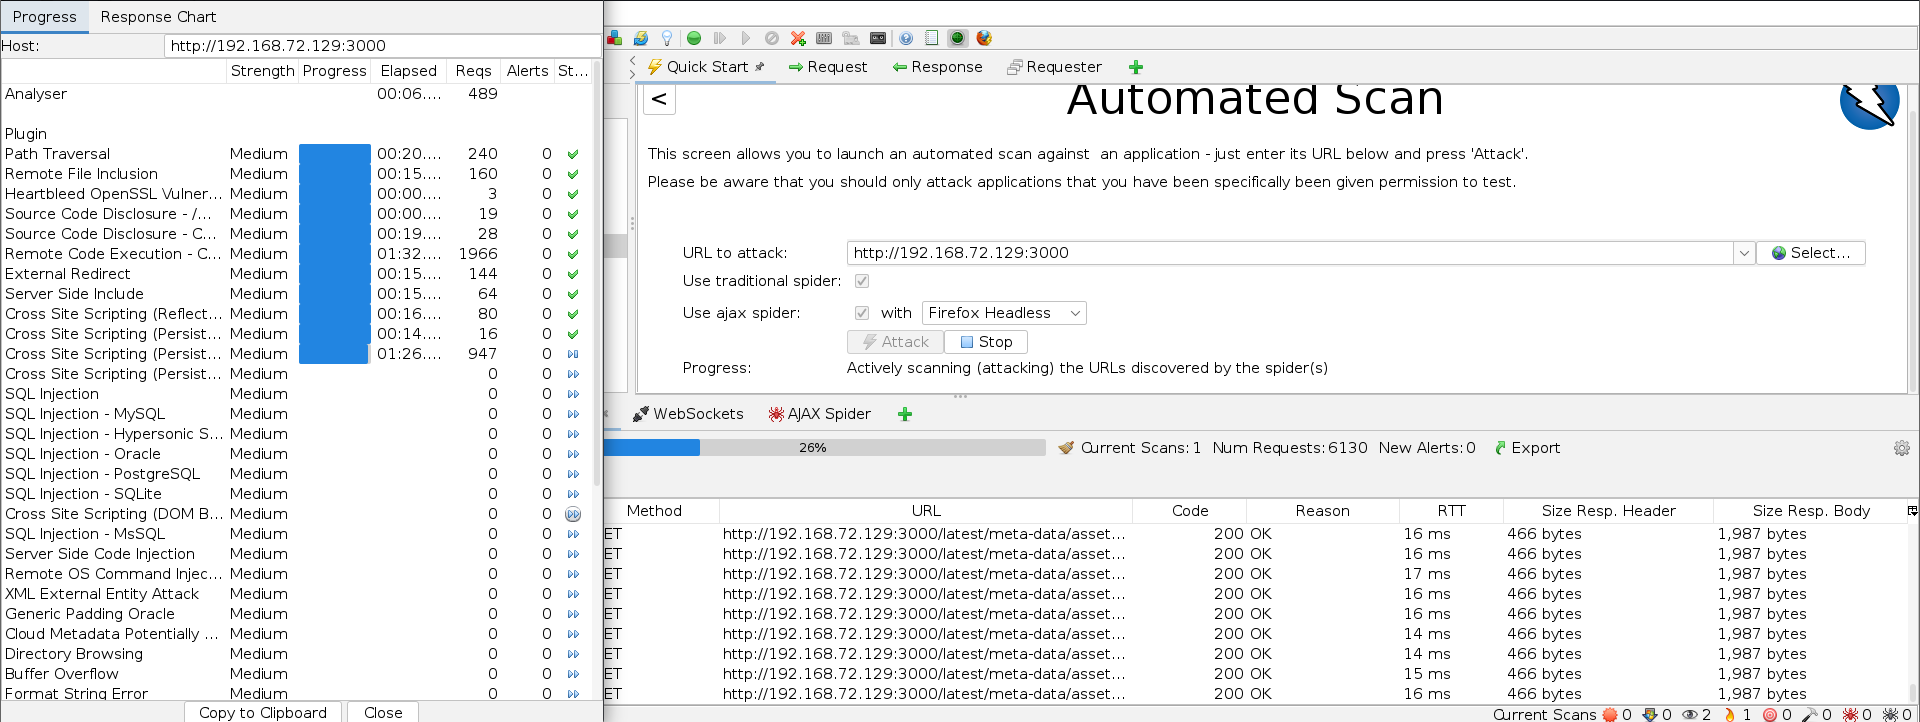 Progress Response Chart
Host: http://192.168.72.129:3000
Strength Progress Elapsed Reqs Alerts St...
Analyser 00:06.... 489
Plugin
Path Traversal Medium 00:20.... 240 0
Remote File Inclusion Medium 00:15.... 160 0
Heartbleed OpenSSL Vulner... Medium 00:00.... 3 0
Source Code Disclosure - /... Medium 00:00.... 19 0
Source Code Disclosure - C... Medium 00:19.... 28 0
Remote Code Execution - C... Medium 01:32.... 1966 0
External Redirect Medium 00:15.... 144 0
Server Side Include Medium 00:15.... 64 0
Cross Site Scripting (Reflect... Medium 00:16.... 80 0
Cross Site Scripting (Persist... Medium 00:14.... 16 0
Cross Site Scripting (Persist... Medium 01:26.... 947 0
Cross Site Scripting (Persist... Medium 0 0
SQL Injection Medium 0 0
SQL Injection - MySQL Medium 0 0
SQL Injection - Hypersonic S... Medium 0 0
SQL Injection - Oracle Medium 0 0
SQL Injection - PostgreSQL Medium 0 0
SQL Injection - SQLite Medium 0 0
Cross Site Scripting (DOM B... Medium 0 0
SQL Injection - MsSQL Medium 0 0
Server Side Code Injection Medium 0 0
Remote OS Command Injec... Medium 0 0
XML External Entity Attack Medium 0 0
Generic Padding Oracle Medium 0 0
Cloud Metadata Potentially ... Medium 0 0
Directory Browsing Medium 0 0
Buffer Overflow Medium 0 0
Format String Error Medium 0 0
Copy to Clipboard Close
Quick Start Request Response Requester
<
Automated Scan
This screen allows you to launch an automated scan against an application - just enter its URL below and press 'Attack'.
Please be aware that you should only attack applications that you have been specifically been given permission to test.
URL to attack: http://192.168.72.129:3000 Select...
Use traditional spider:
Use ajax spider: with Firefox Headless
Attack Stop
Progress: Actively scanning (attacking) the URLs discovered by the spider(s)
WebSockets AJAX Spider
26% Current Scans: 1 Num Requests: 6130 New Alerts: 0 Export
Method URL Code Reason RTT Size Resp. Header Size Resp. Body
ET http://192.168.72.129:3000/latest/meta-data/asset... 200 OK 16 ms 466 bytes 1,987 bytes
ET http://192.168.72.129:3000/latest/meta-data/asset... 200 OK 16 ms 466 bytes 1,987 bytes
ET http://192.168.72.129:3000/latest/meta-data/asset... 200 OK 17 ms 466 bytes 1,987 bytes
ET http://192.168.72.129:3000/latest/meta-data/asset... 200 OK 16 ms 466 bytes 1,987 bytes
ET http://192.168.72.129:3000/latest/meta-data/asset... 200 OK 16 ms 466 bytes 1,987 bytes
ET http://192.168.72.129:3000/latest/meta-data/asset... 200 OK 14 ms 466 bytes 1,987 bytes
ET http://192.168.72.129:3000/latest/meta-data/asset... 200 OK 14 ms 466 bytes 1,987 bytes
ET http://192.168.72.129:3000/latest/meta-data/asset... 200 OK 15 ms 466 bytes 1,987 bytes
ET http://192.168.72.129:3000/latest/meta-data/asset... 200 OK 16 ms 466 bytes 1,987 bytes
Current Scans 0 0 2 1 0 0 0 0